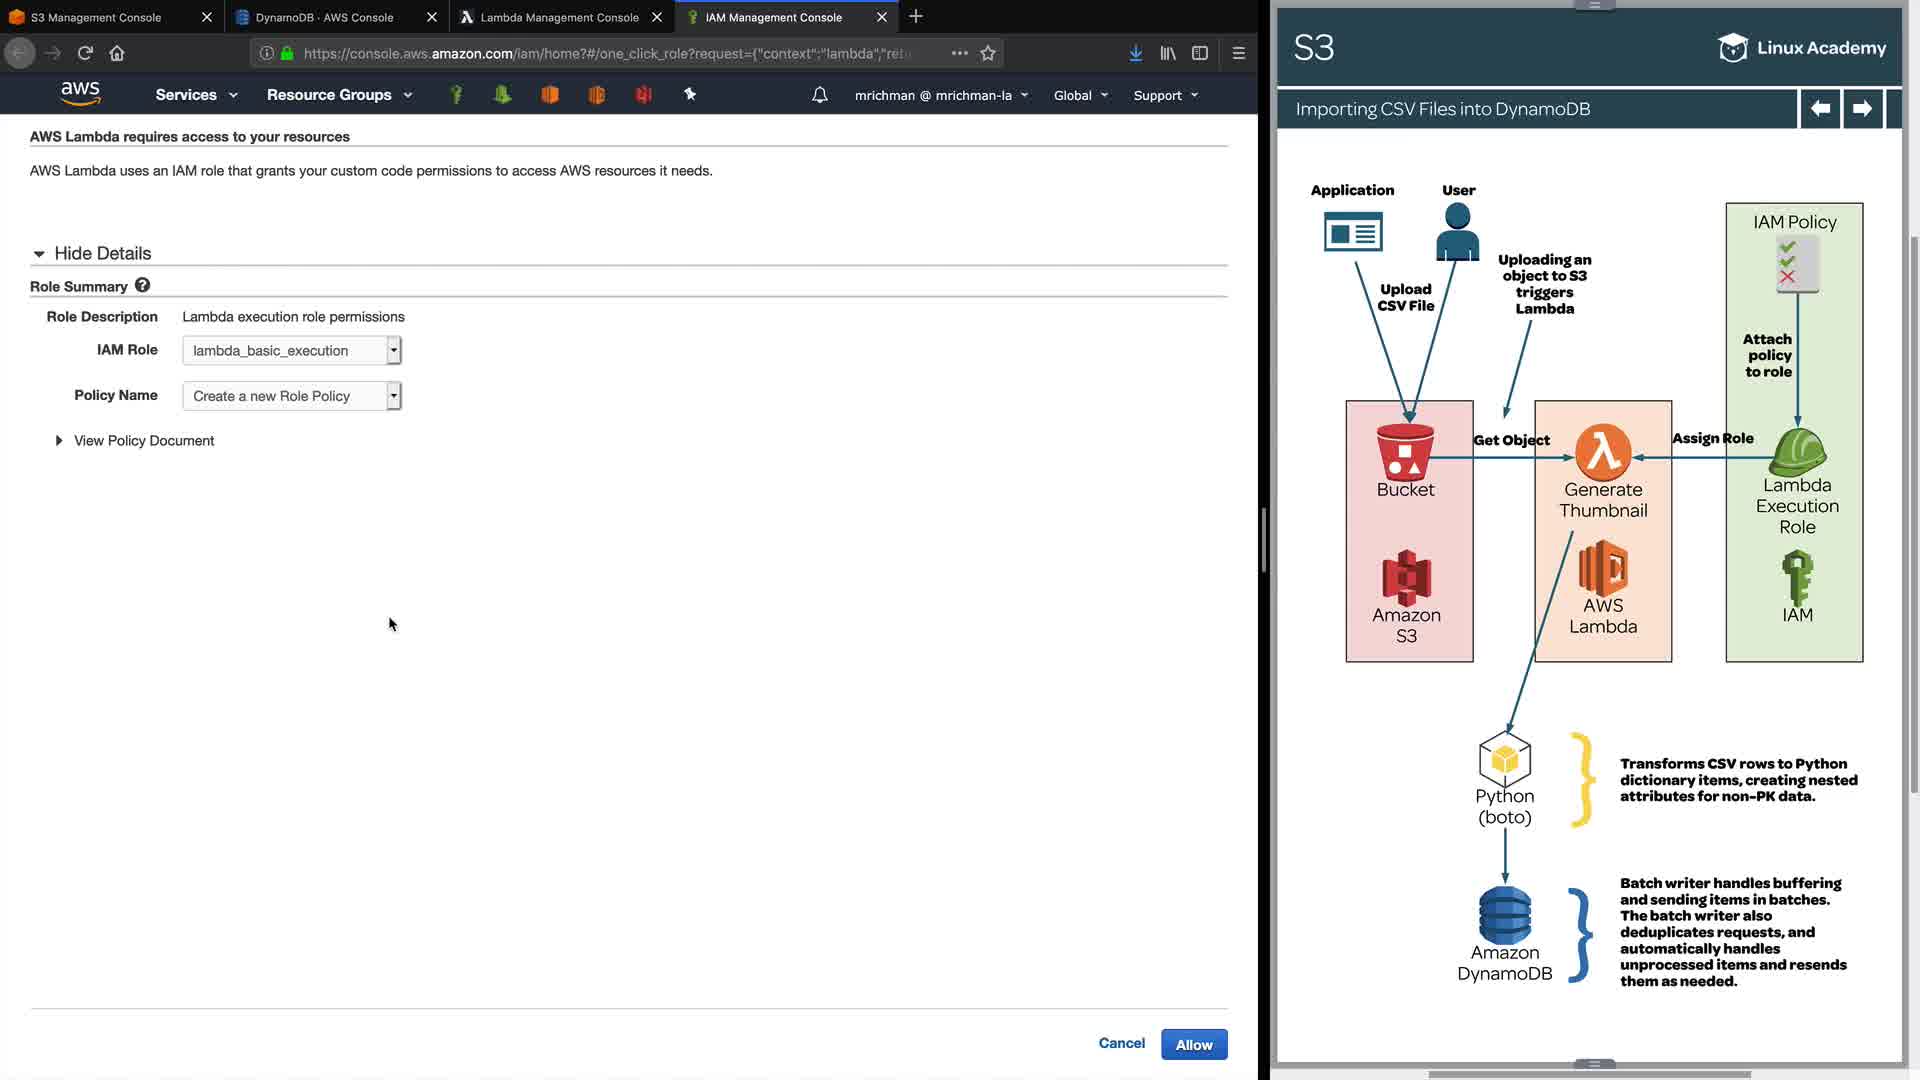 S3 Management Console
DynamoDB · AWS Console
Lambda Management Console
IAM Management Console
https://console.aws.amazon.com/iam/home?#/one_click_role?request={"context":"lambda","retu
aws
Services
Resource Groups
mrichman @ mrichman-la
Global
Support
AWS Lambda requires access to your resources
AWS Lambda uses an IAM role that grants your custom code permissions to access AWS resources it needs.
Hide Details
Role Summary ?
Role Description Lambda execution role permissions
IAM Role lambda_basic_execution
Policy Name Create a new Role Policy
View Policy Document
Cancel
Allow
S3
Linux Academy
Importing CSV Files into DynamoDB
Application
User
Upload
CSV File
Uploading an
object to S3
triggers
Lambda
IAM Policy
Attach
policy
to role
Get Object
Assign Role
Bucket
Generate
Thumbnail
Lambda
Execution
Role
Amazon
S3
AWS
Lambda
IAM
Python
(boto)
Transforms CSV rows to Python
dictionary items, creating nested
attributes for non-PK data.
Amazon
DynamoDB
Batch writer handles buffering
and sending items in batches.
The batch writer also
deduplicates requests, and
automatically handles
unprocessed items and resends
them as needed.